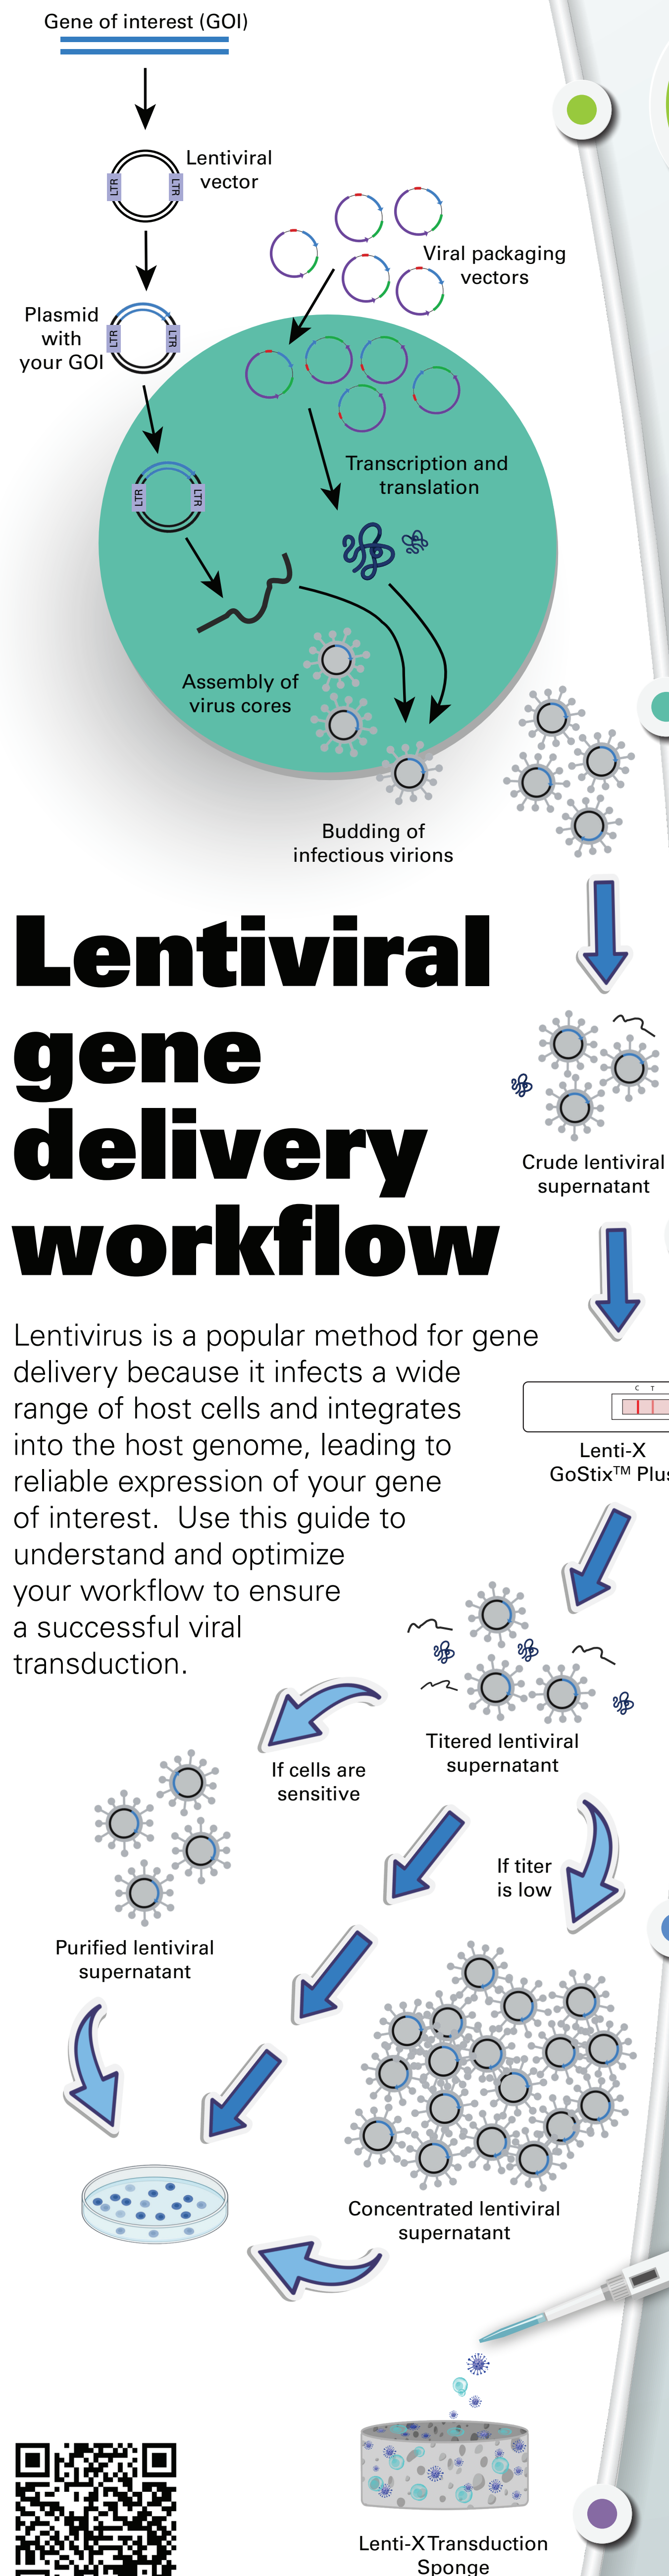 Gene of interest (GOI)
Lentiviral
vector
LTR
LTR
Viral packaging
vectors
Plasmid
with
your GOI
LTR
LTR
Transcription and
translation
LTR
LTR
Assembly of
virus cores
Budding of
infectious virions
Lentiviral
gene
delivery
workflow
Crude lentiviral
supernatant
Lentivirus is a popular method for gene
delivery because it infects a wide
range of host cells and integrates
into the host genome, leading to
reliable expression of your gene
of interest. Use this guide to
understand and optimize
your workflow to ensure
a successful viral
transduction.
C T
Lenti-X
GoStix™ Plus
Titered lentiviral
supernatant
If cells are
sensitive
If titer
is low
Purified lentiviral
supernatant
Concentrated lentiviral
supernatant
Lenti-X Transduction
Sponge